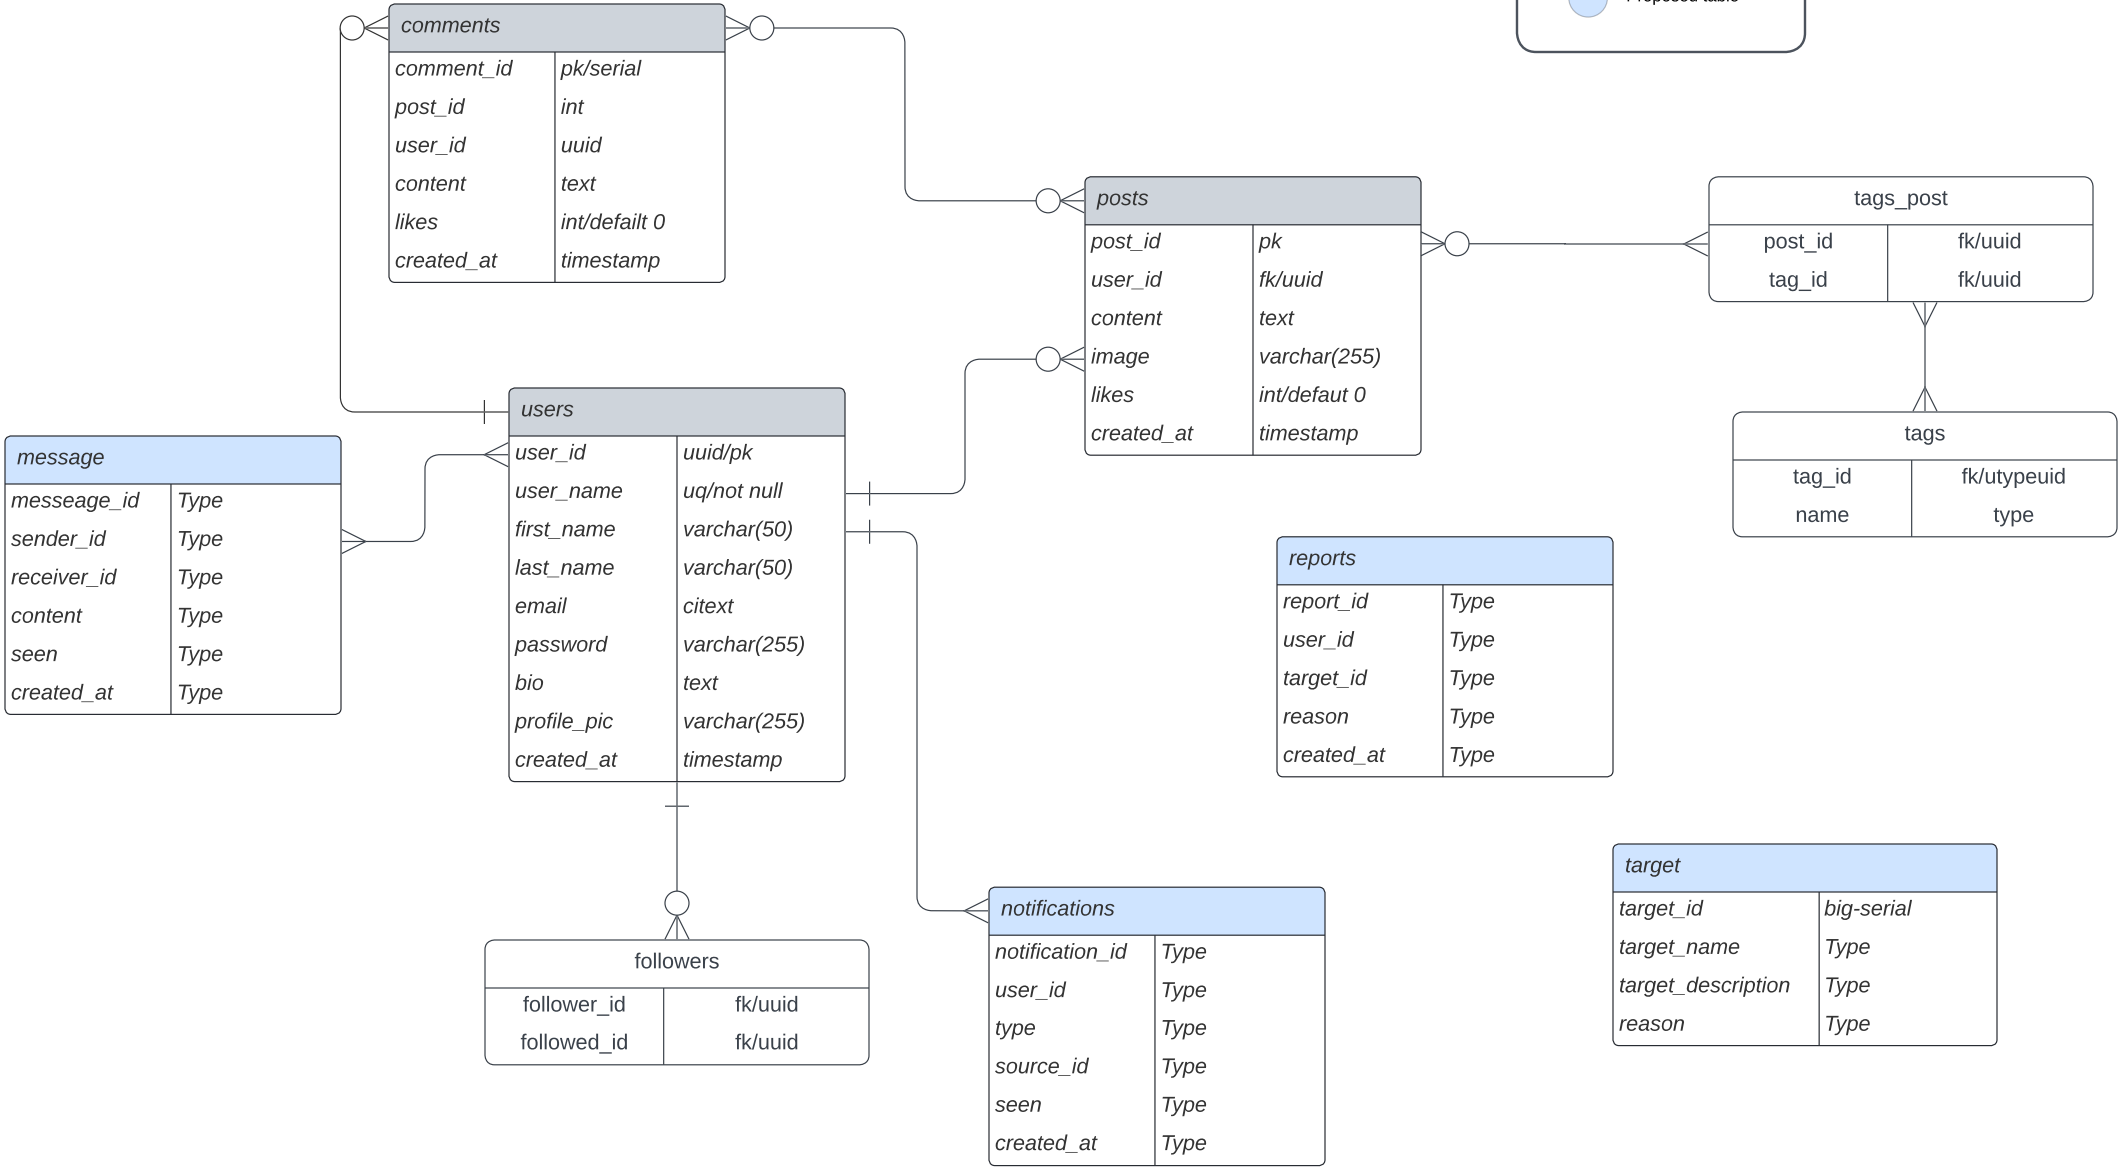 Proposed table
comments
comment_id pk/serial
post_id int
user_id uuid
content text
likes int/defailt 0
created_at timestamp
posts
post_id pk
user_id fk/uuid
content text
image varchar(255)
likes int/defaut 0
created_at timestamp
tags_post
post_id fk/uuid
tag_id fk/uuid
tags
tag_id fk/utypeuid
name type
users
user_id uuid/pk
user_name uq/not null
first_name varchar(50)
last_name varchar(50)
email citext
password varchar(255)
bio text
profile_pic varchar(255)
created_at timestamp
message
messeage_id Type
sender_id Type
receiver_id Type
content Type
seen Type
created_at Type
reports
report_id Type
user_id Type
target_id Type
reason Type
created_at Type
target
target_id big-serial
target_name Type
target_description Type
reason Type
notifications
notification_id Type
user_id Type
type Type
source_id Type
seen Type
created_at Type
followers
follower_id fk/uuid
followed_id fk/uuid